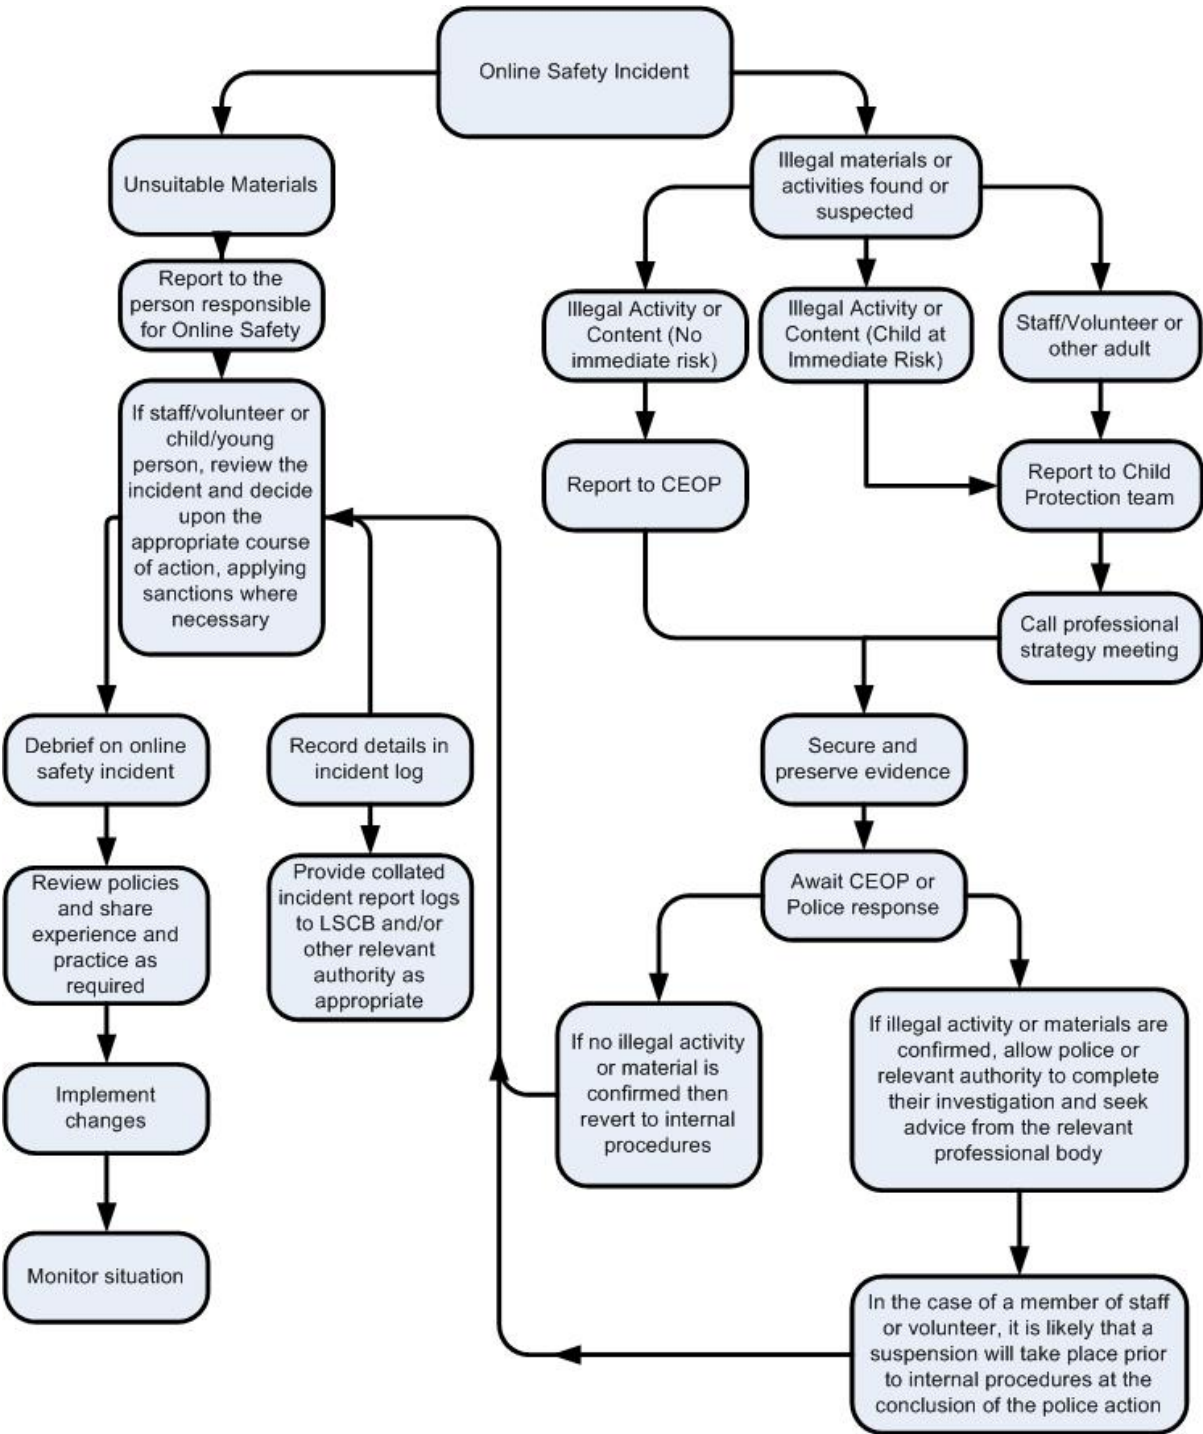 Online Safety Incident
Unsuitable Materials
Illegal materials or
activities found or
suspected
Report to the
person responsible
for Online Safety
Illegal Activity or
Content (No
immediate risk)
Illegal Activity or
Content (Child at
Immediate Risk)
Staff/Volunteer or
other adult
If staff/volunteer or
child/young
person, review the
incident and decide
upon the
appropriate course
of action, applying
sanctions where
necessary
Report to CEOP
Report to Child
Protection team
Call professional
strategy meeting
Debrief on online
safety incident
Record details in
incident log
Secure and
preserve evidence
Review policies
and share
experience and
practice as
required
Provide collated
incident report logs
to LSCB and/or
other relevant
authority as
appropriate
Await CEOP or
Police response
If no illegal activity
or material is
confirmed then
revert to internal
procedures
If illegal activity or materials are
confirmed, allow police or
relevant authority to complete
their investigation and seek
advice from the relevant
professional body
Implement
changes
Monitor situation
In the case of a member of staff
or volunteer, it is likely that a
suspension will take place prior
to internal procedures at the
conclusion of the police action